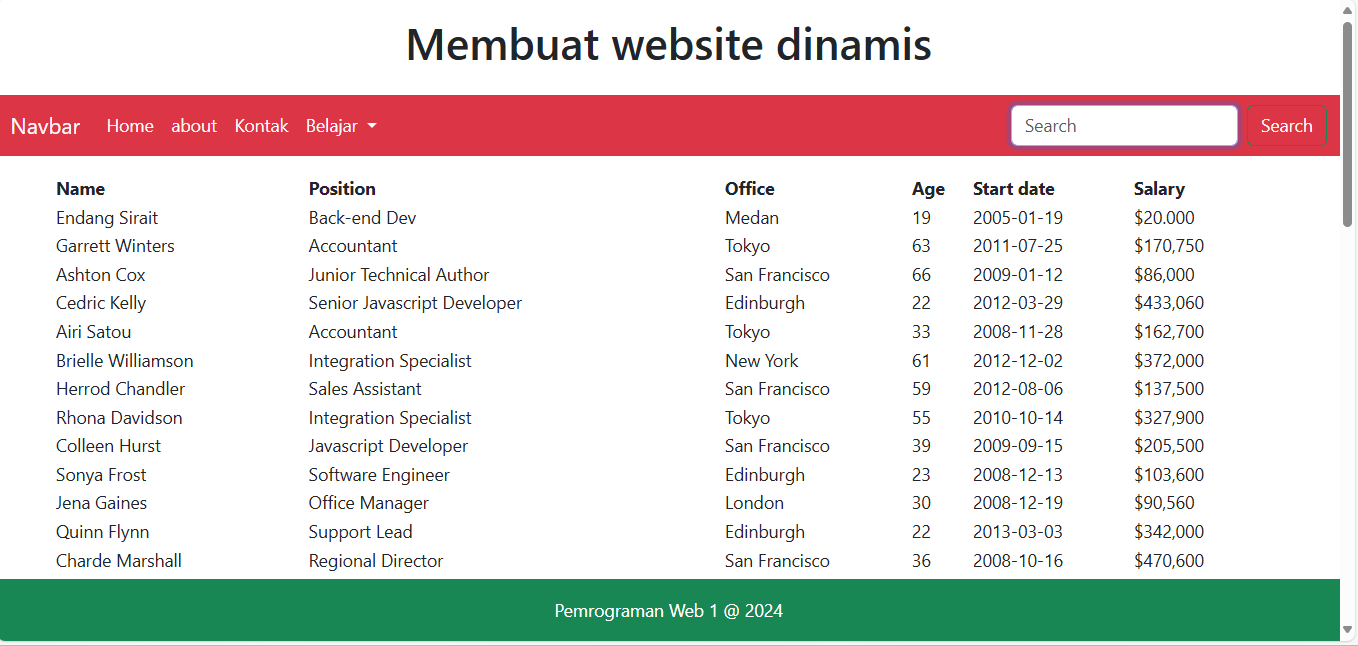 Membuat website dinamis
Navbar Home about Kontak Belajar Search Search
Name Position Office Age Start date Salary
Endang Sirait Back-end Dev Medan 19 2005-01-19 $20.000
Garrett Winters Accountant Tokyo 63 2011-07-25 $170,750
Ashton Cox Junior Technical Author San Francisco 66 2009-01-12 $86,000
Cedric Kelly Senior Javascript Developer Edinburgh 22 2012-03-29 $433,060
Airi Satou Accountant Tokyo 33 2008-11-28 $162,700
Brielle Williamson Integration Specialist New York 61 2012-12-02 $372,000
Herrod Chandler Sales Assistant San Francisco 59 2012-08-06 $137,500
Rhona Davidson Integration Specialist Tokyo 55 2010-10-14 $327,900
Colleen Hurst Javascript Developer San Francisco 39 2009-09-15 $205,500
Sonya Frost Software Engineer Edinburgh 23 2008-12-13 $103,600
Jena Gaines Office Manager London 30 2008-12-19 $90,560
Quinn Flynn Support Lead Edinburgh 22 2013-03-03 $342,000
Charde Marshall Regional Director San Francisco 36 2008-10-16 $470,600
Pemrograman Web 1 @ 2024